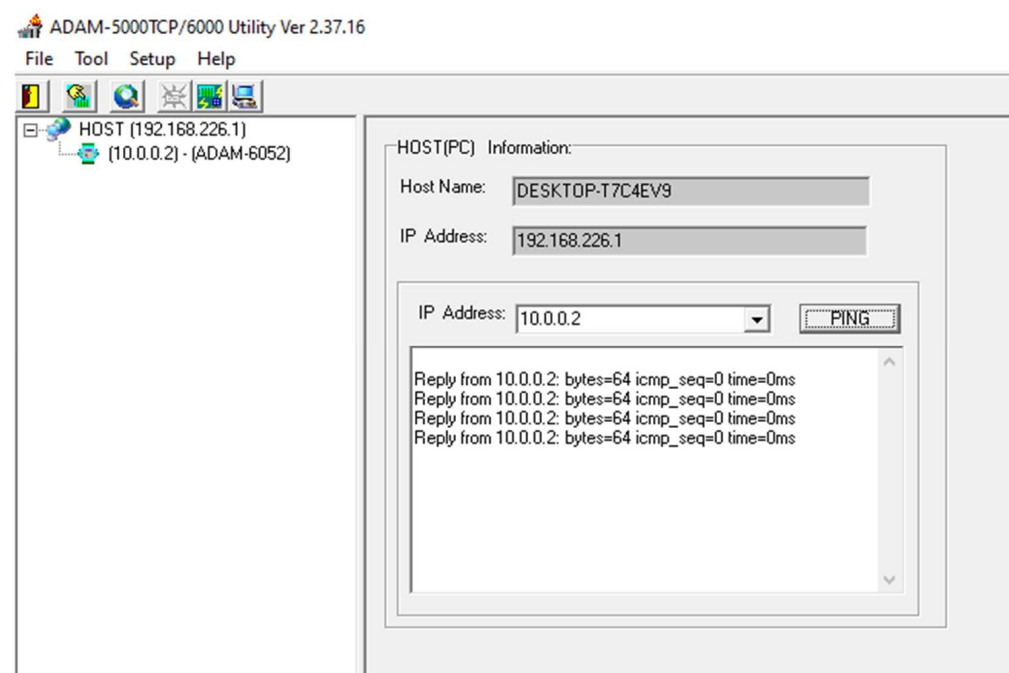 ADAM-5000TCP/6000 Utility Ver 2.37.16
File Tool Setup Help
HOST (192.168.226.1)
(10.0.0.2) - (ADAM-6052)
HOST(PC) Information:
Host Name: DESKTOP-T7C4EV9
IP Address: 192.168.226.1
IP Address: 10.0.0.2 PING
Reply from 10.0.0.2: bytes=64 icmp_seq=0 time=0ms
Reply from 10.0.0.2: bytes=64 icmp_seq=0 time=0ms
Reply from 10.0.0.2: bytes=64 icmp_seq=0 time=0ms
Reply from 10.0.0.2: bytes=64 icmp_seq=0 time=0ms